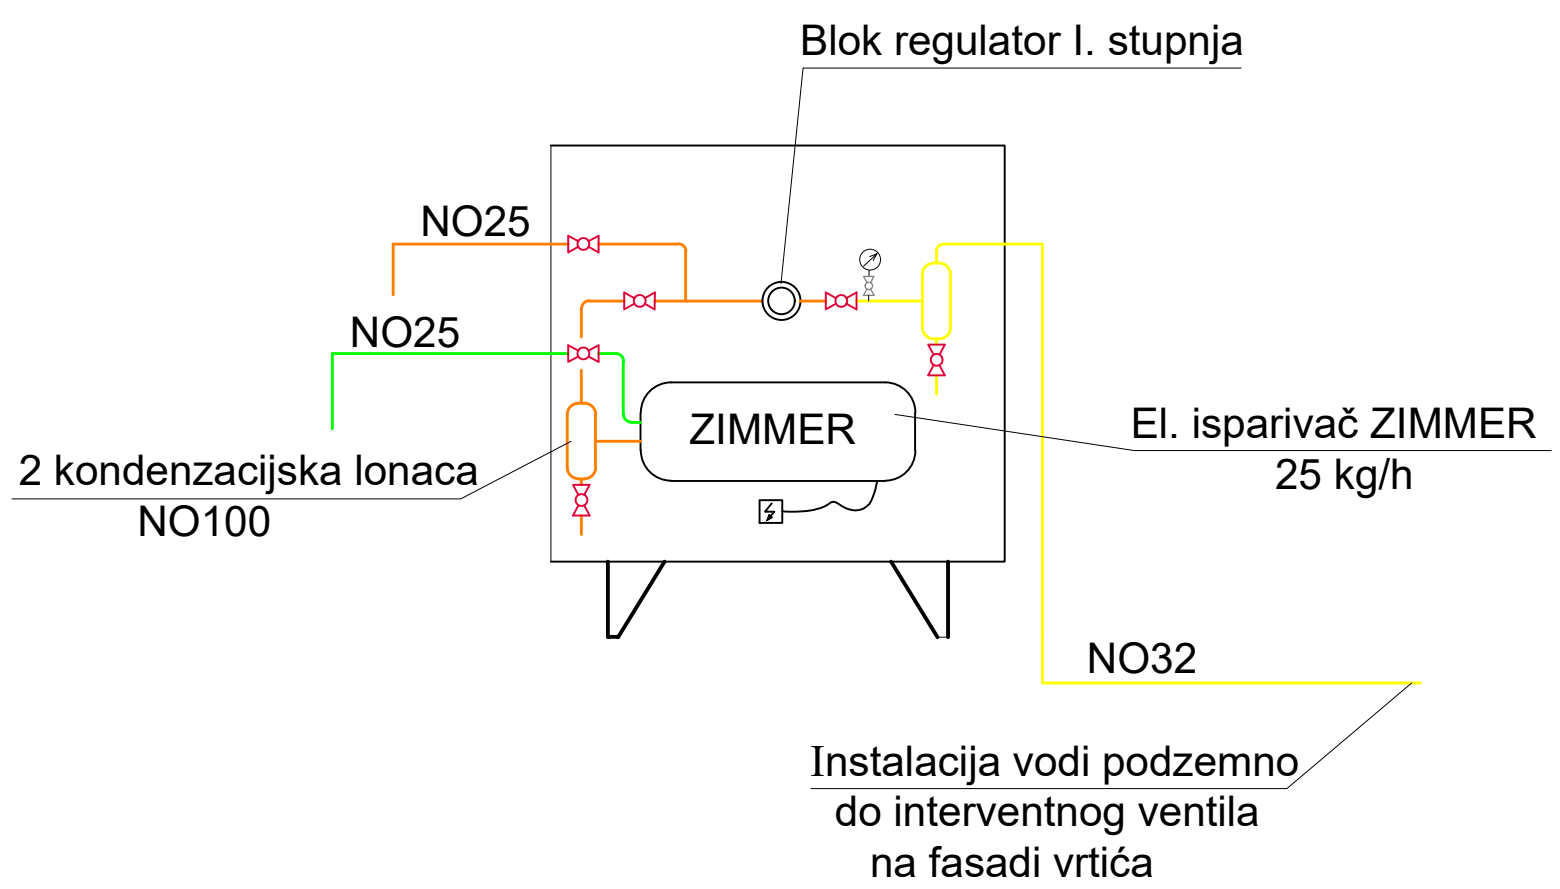 Blok regulator I. stupnja
NO25
NO25
ZIMMER
El. isparivač ZIMMER
25 kg/h
2 kondenzacijska lonaca
NO100
NO32
Instalacija vodi podzemno
do interventnog ventila
na fasadi vrtića